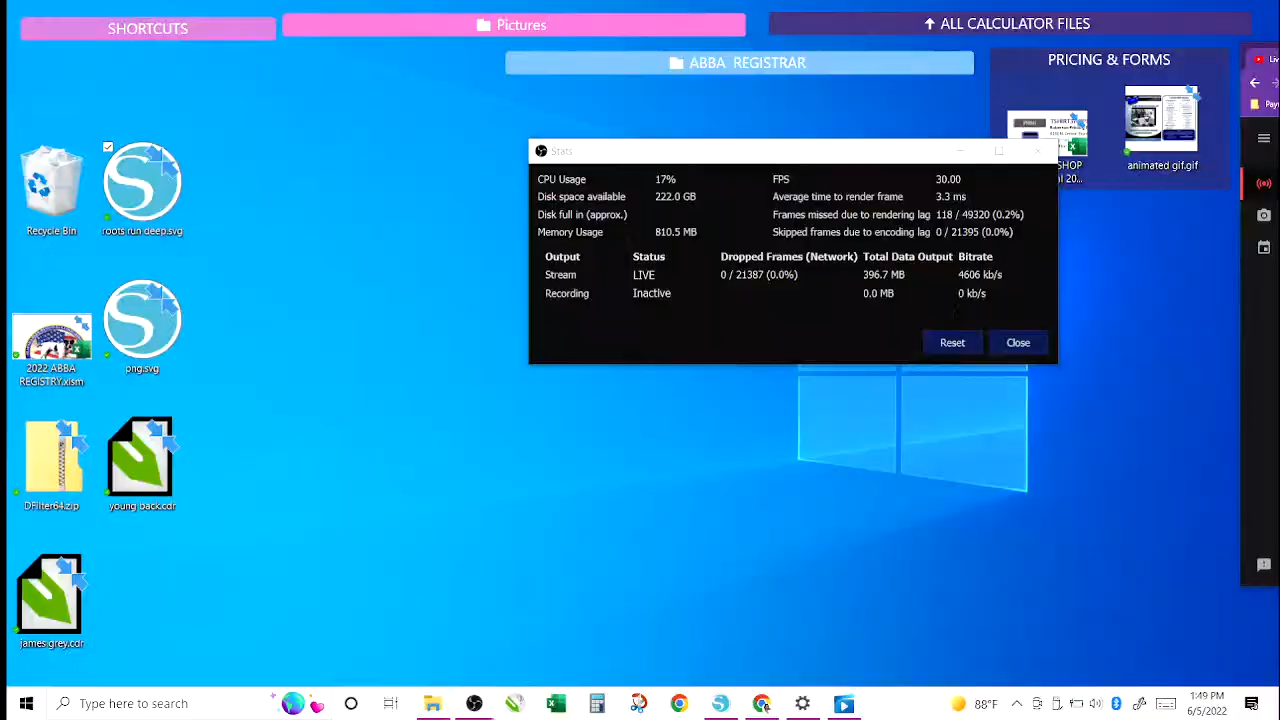 SHORTCUTS
Pictures
ALL CALCULATOR FILES
ABBA REGISTRAR
PRICING & FORMS
Liv
SHOP
20...
animated gif.gif
Recycle Bin
roots run deep.svg
2022 ABBA
REGISTRY.xlsm
png.svg
DFilter64.zip
young back.cdr
james grey.cdr
Stats
CPU Usage 17% FPS 30.00
Disk space available 222.0 GB Average time to render frame 3.3 ms
Disk full in (approx.) Frames missed due to rendering lag 118 / 49320 (0.2%)
Memory Usage 810.5 MB Skipped frames due to encoding lag 0 / 21395 (0.0%)
Output Status Dropped Frames (Network) Total Data Output Bitrate
Stream LIVE 0 / 21387 (0.0%) 396.7 MB 4606 kb/s
Recording Inactive 0.0 MB 0 kb/s
Reset Close
Type here to search
88°F
1:49 PM
6/5/2022